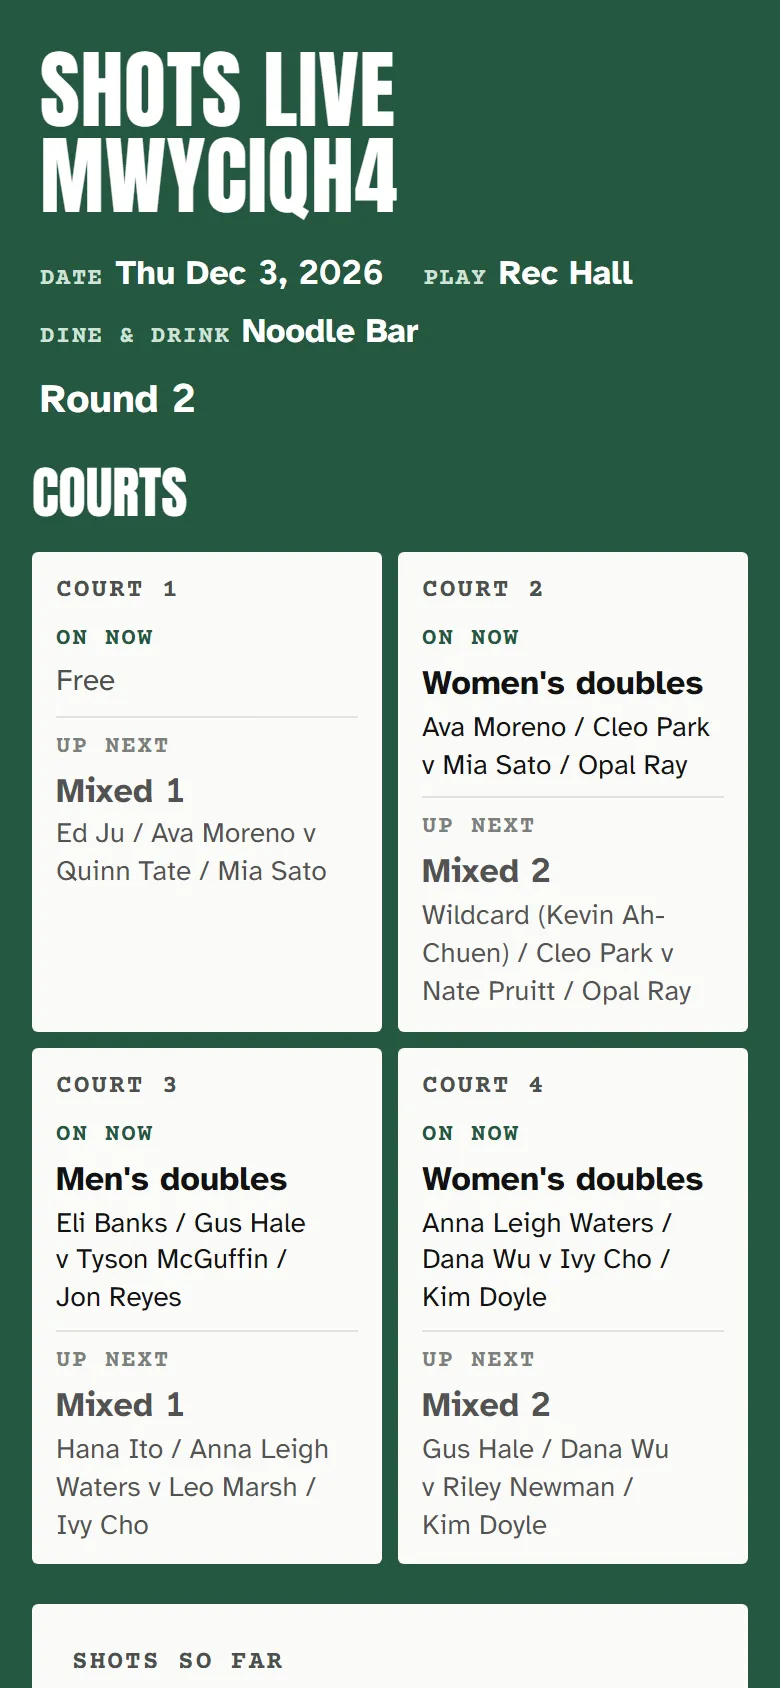 SHOTS LIVE
MWYCIQH4
DATE Thu Dec 3, 2026 PLAY Rec Hall
DINE & DRINK Noodle Bar
Round 2
COURTS
COURT 1
ON NOW
Free
UP NEXT
Mixed 1
Ed Ju / Ava Moreno v
Quinn Tate / Mia Sato
COURT 2
ON NOW
Women's doubles
Ava Moreno / Cleo Park
v Mia Sato / Opal Ray
UP NEXT
Mixed 2
Wildcard (Kevin Ah-
Chuen) / Cleo Park v
Nate Pruitt / Opal Ray
COURT 3
ON NOW
Men's doubles
Eli Banks / Gus Hale
v Tyson McGuffin /
Jon Reyes
UP NEXT
Mixed 1
Hana Ito / Anna Leigh
Waters v Leo Marsh /
Ivy Cho
COURT 4
ON NOW
Women's doubles
Anna Leigh Waters /
Dana Wu v Ivy Cho /
Kim Doyle
UP NEXT
Mixed 2
Gus Hale / Dana Wu
v Riley Newman /
Kim Doyle
SHOTS SO FAR